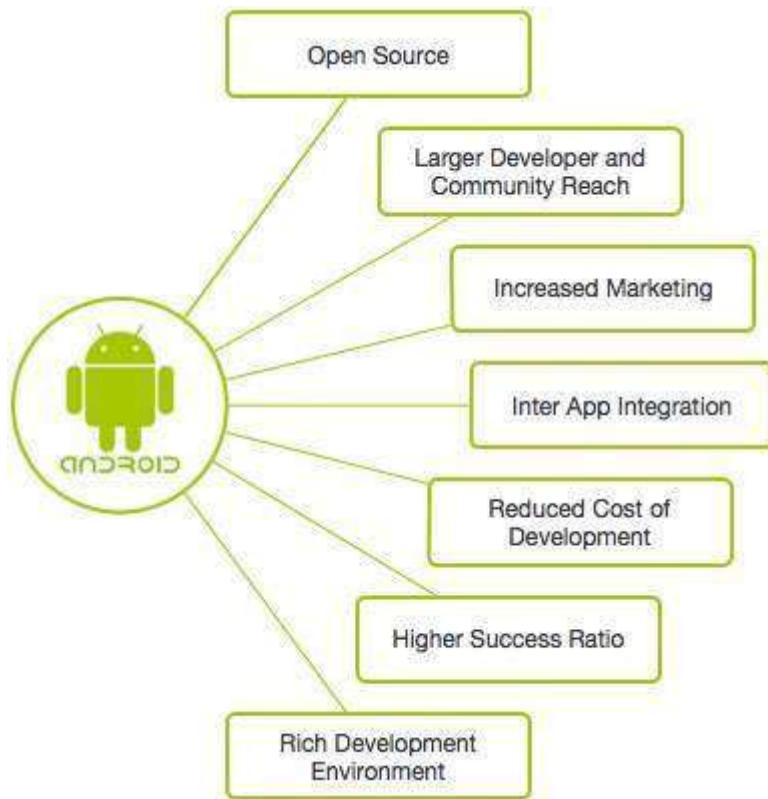 Open Source
Larger Developer and
Community Reach
Increased Marketing
Inter App Integration
ANDROID
Reduced Cost of
Development
Higher Success Ratio
Rich Development
Environment